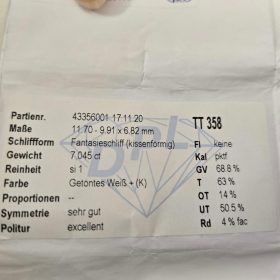 Partienr. 43356001 17 11 20 TT 358
Maße 11.70 - 9.91 x 6.82 mm
Schliffform Fantasieschliff (kissenförmig) Fl keine
Gewicht 7.045 ct Kal pktf
Reinheit si 1 GV 68.8 %
Farbe Getöntes Weiß + (K) T 63 %
Proportionen -- OT 14 %
Symmetrie sehr gut UT 50.5 %
Politur excellent Rd 4 % fac
DPL